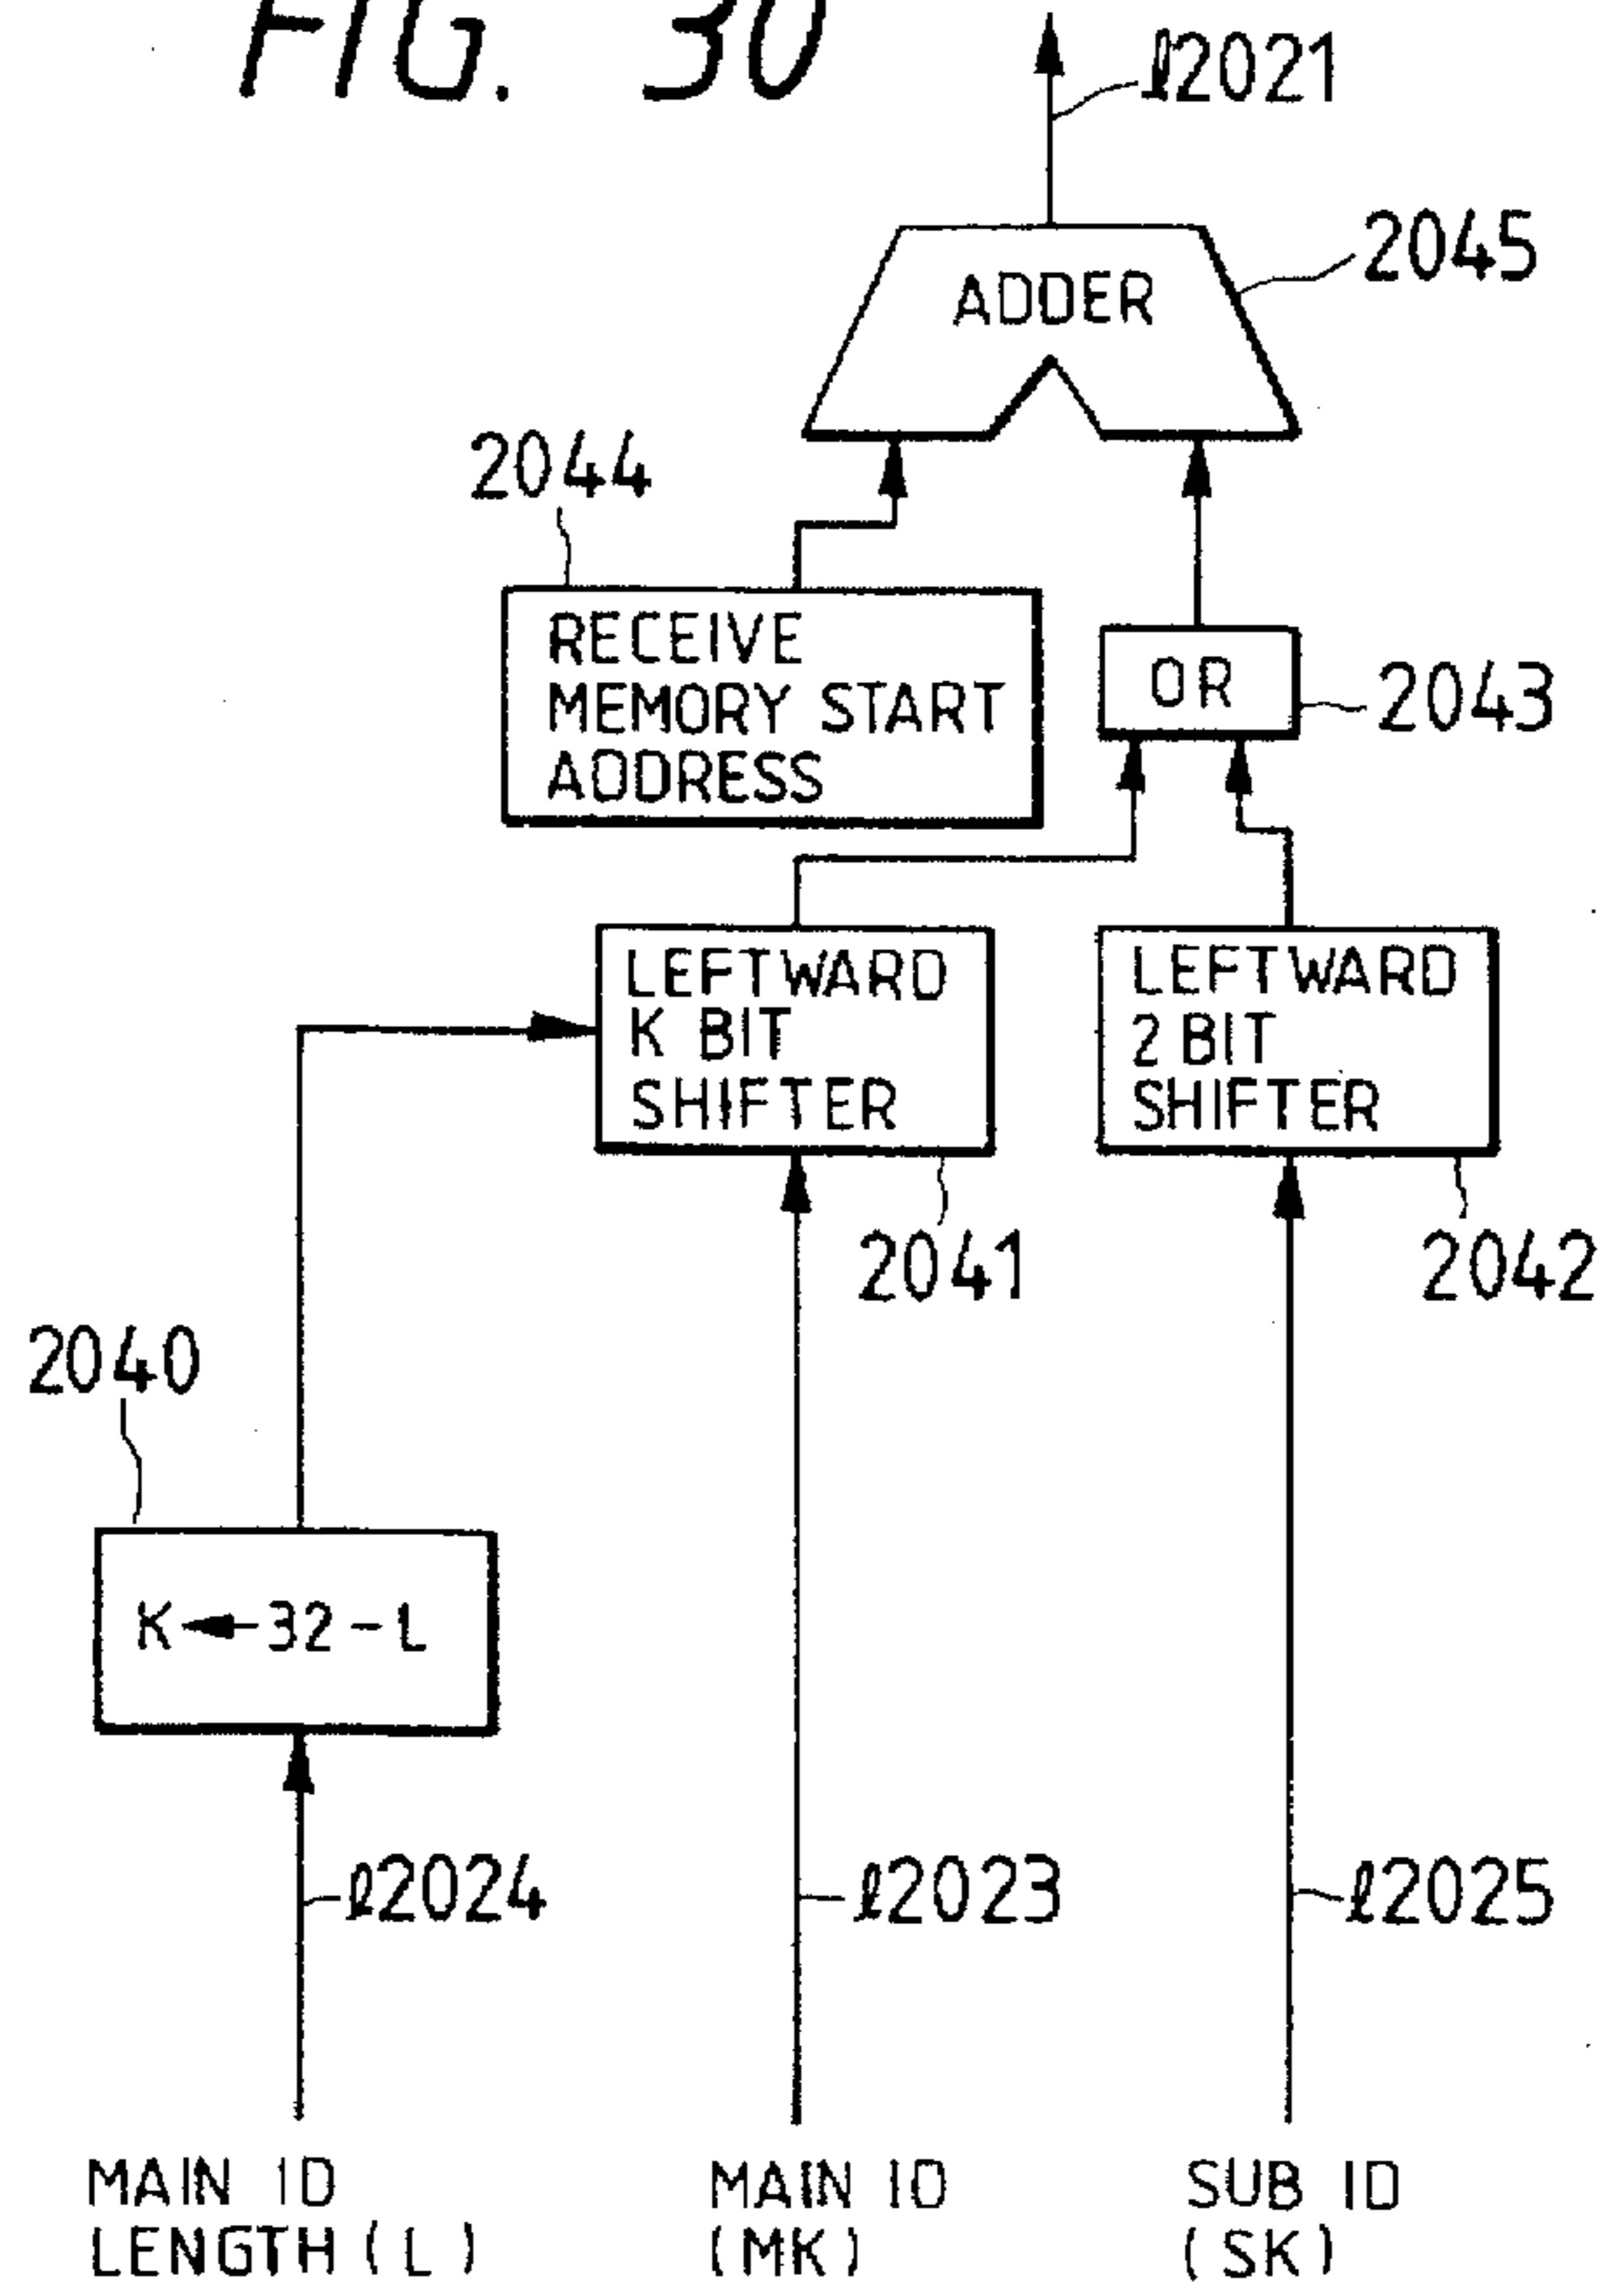 FIG. 30
ℓ2021
2045
ADDER
2044
RECEIVE
MEMORY START
ADDRESS
OR
2043
LEFTWARD
K BIT
SHIFTER
LEFTWARD
2 BIT
SHIFTER
2041
2042
2040
K←32-L
ℓ2024
ℓ2023
ℓ2025
MAIN ID
LENGTH (L)
MAIN ID
(MK)
SUB ID
(SK)